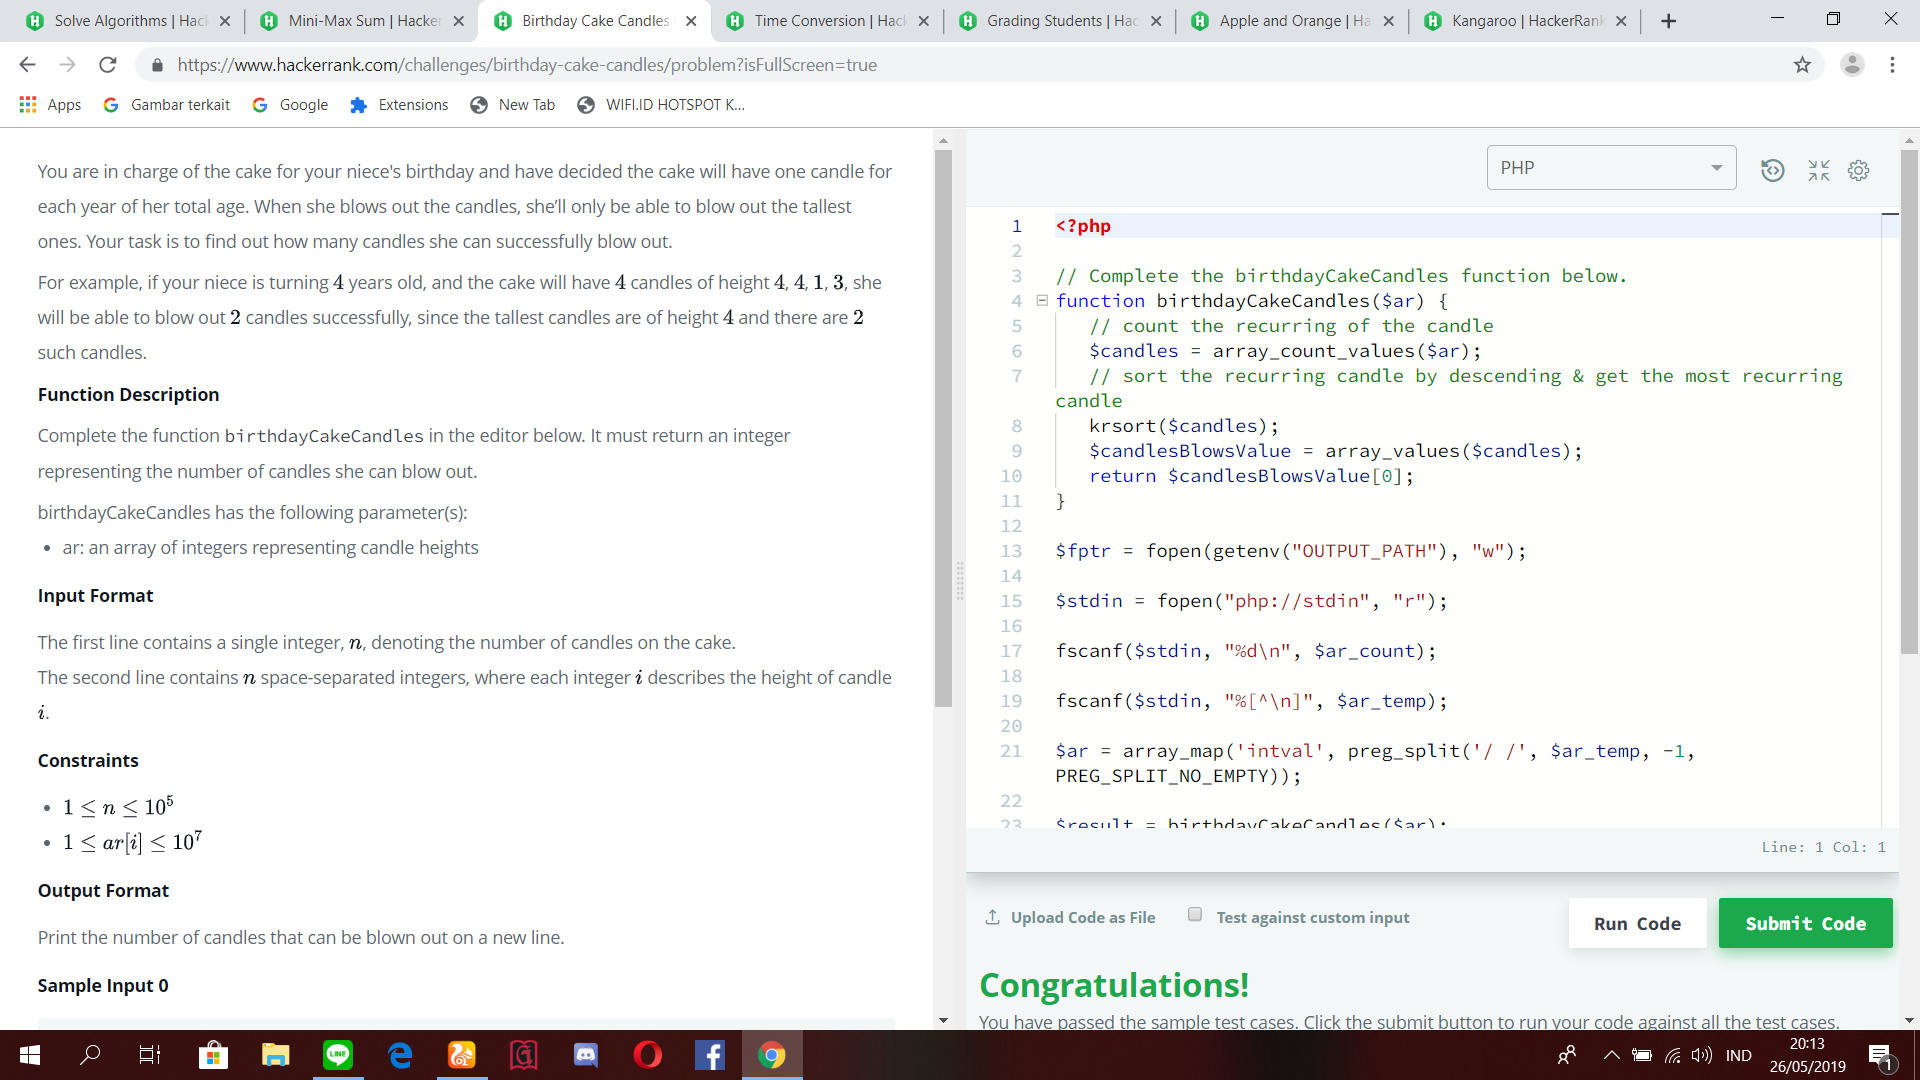 Solve Algorithms | Hac
Mini-Max Sum | Hacker
Birthday Cake Candles
Time Conversion | Hac
Grading Students | Hac
Apple and Orange | Ha
Kangaroo | HackerRank
https://www.hackerrank.com/challenges/birthday-cake-candles/problem?isFullScreen=true
Apps
Gambar terkait
Google
Extensions
New Tab
WIFI.ID HOTSPOT K...
You are in charge of the cake for your niece's birthday and have decided the cake will have one candle for
each year of her total age. When she blows out the candles, she’ll only be able to blow out the tallest
ones. Your task is to find out how many candles she can successfully blow out.
For example, if your niece is turning 4 years old, and the cake will have 4 candles of height 4, 4, 1, 3, she
will be able to blow out 2 candles successfully, since the tallest candles are of height 4 and there are 2
such candles.
Function Description
Complete the function birthdayCakeCandles in the editor below. It must return an integer
representing the number of candles she can blow out.
birthdayCakeCandles has the following parameter(s):
• ar: an array of integers representing candle heights
Input Format
The first line contains a single integer, n, denoting the number of candles on the cake.
The second line contains n space-separated integers, where each integer i describes the height of candle
i.
Constraints
• 1 ≤ n ≤ 10⁵
• 1 ≤ ar[i] ≤ 10⁷
Output Format
Print the number of candles that can be blown out on a new line.
Sample Input 0
PHP
1 <?php
2
3 // Complete the birthdayCakeCandles function below.
4 function birthdayCakeCandles($ar) {
5 // count the recurring of the candle
6 $candles = array_count_values($ar);
7 // sort the recurring candle by descending & get the most recurring
candle
8 krsort($candles);
9 $candlesBlowsValue = array_values($candles);
10 return $candlesBlowsValue[0];
11 }
12
13 $fptr = fopen(getenv("OUTPUT_PATH"), "w");
14
15 $stdin = fopen("php://stdin", "r");
16
17 fscanf($stdin, "%d\n", $ar_count);
18
19 fscanf($stdin, "%[^\n]", $ar_temp);
20
21 $ar = array_map('intval', preg_split('/ /', $ar_temp, -1,
PREG_SPLIT_NO_EMPTY));
22
23 $result = birthdayCakeCandles($ar);
Line: 1 Col: 1
Upload Code as File
Test against custom input
Run Code
Submit Code
Congratulations!
You have passed the sample test cases. Click the submit button to run your code against all the test cases.
LINE
IND
20:13
26/05/2019
1